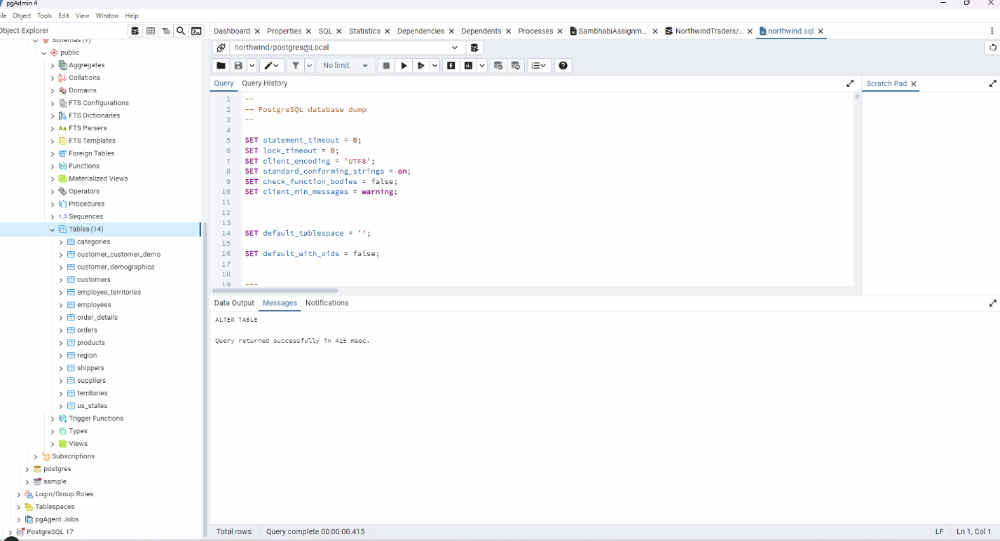 pgAdmin 4
ile Object Tools Edit View Window Help
Object Explorer
Dashboard Properties SQL Statistics Dependencies Dependents Processes SambhabiAssignm... NorthwindTraders/... northwind.sql
Schemas (1)
public
Aggregates
Collations
Domains
FTS Configurations
FTS Dictionaries
Aa FTS Parsers
FTS Templates
Foreign Tables
Functions
Materialized Views
Operators
Procedures
1..3 Sequences
Tables (14)
categories
customer_customer_demo
customer_demographics
customers
employee_territories
employees
order_details
orders
products
region
shippers
suppliers
territories
us_states
Trigger Functions
Types
Views
Subscriptions
postgres
sample
Login/Group Roles
Tablespaces
pgAgent Jobs
PostgreSQL 17
northwind/postgres@Local
No limit
E
Query Query History
Scratch Pad
1 --
2 -- PostgreSQL database dump
3 --
4
5 SET statement_timeout = 0;
6 SET lock_timeout = 0;
7 SET client_encoding = 'UTF8';
8 SET standard_conforming_strings = on;
9 SET check_function_bodies = false;
10 SET client_min_messages = warning;
11
12
13
14 SET default_tablespace = '';
15
16 SET default_with_oids = false;
17
18
19 ---
Data Output Messages Notifications
ALTER TABLE
Query returned successfully in 415 msec.
Total rows: Query complete 00:00:00.415 LF Ln 1, Col 1